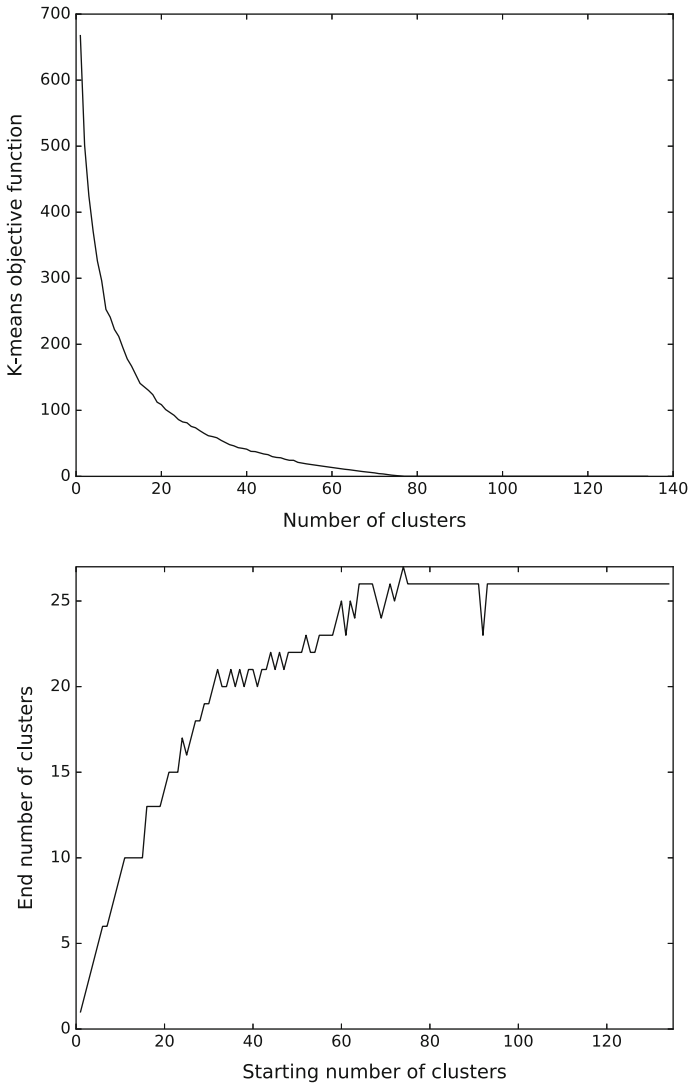 700
600
500
400
300
200
100
0
K-means objective function
0 20 40 60 80 100 120 140
Number of clusters
25
20
15
10
5
0
End number of clusters
0 20 40 60 80 100 120
Starting number of clusters